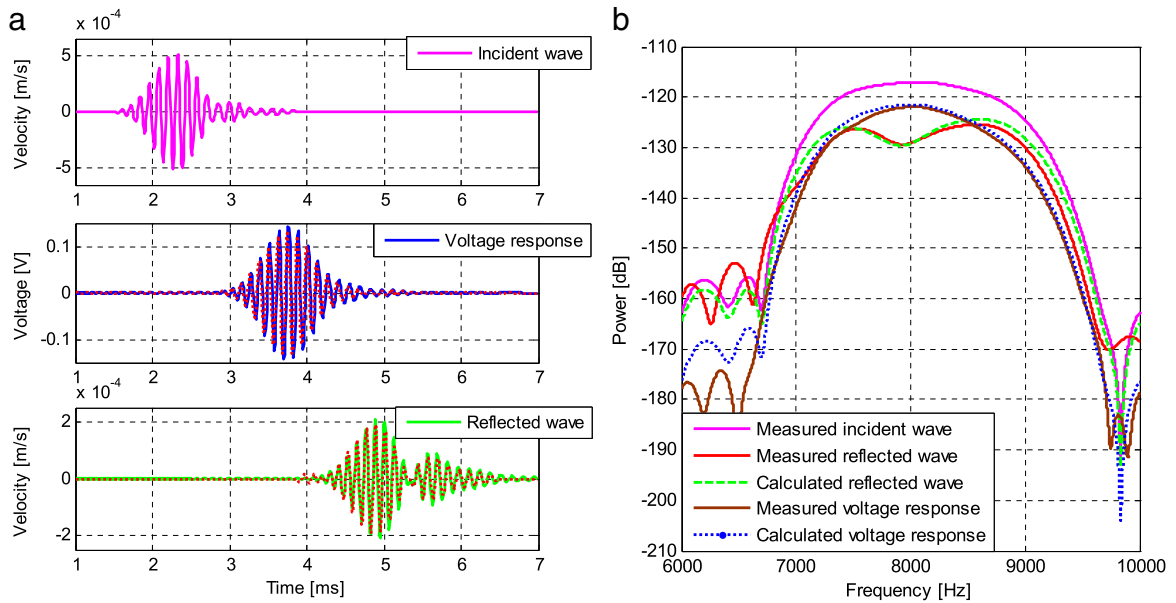 a
x 10⁻⁴
Velocity [m/s]
5
0
-5
1 2 3 4 5 6 7
Incident wave
Voltage [V]
0.1
0
-0.1
1 2 3 4 5 6 7
Voltage response
x 10⁻⁴
Velocity [m/s]
2
0
-2
1 2 3 4 5 6 7
Reflected wave
Time [ms]
b
-110
-120
-130
-140
-150
-160
-170
-180
-190
-200
-210
Power [dB]
Measured incident wave
Measured reflected wave
Calculated reflected wave
Measured voltage response
Calculated voltage response
6000 7000 8000 9000 10000
Frequency [Hz]